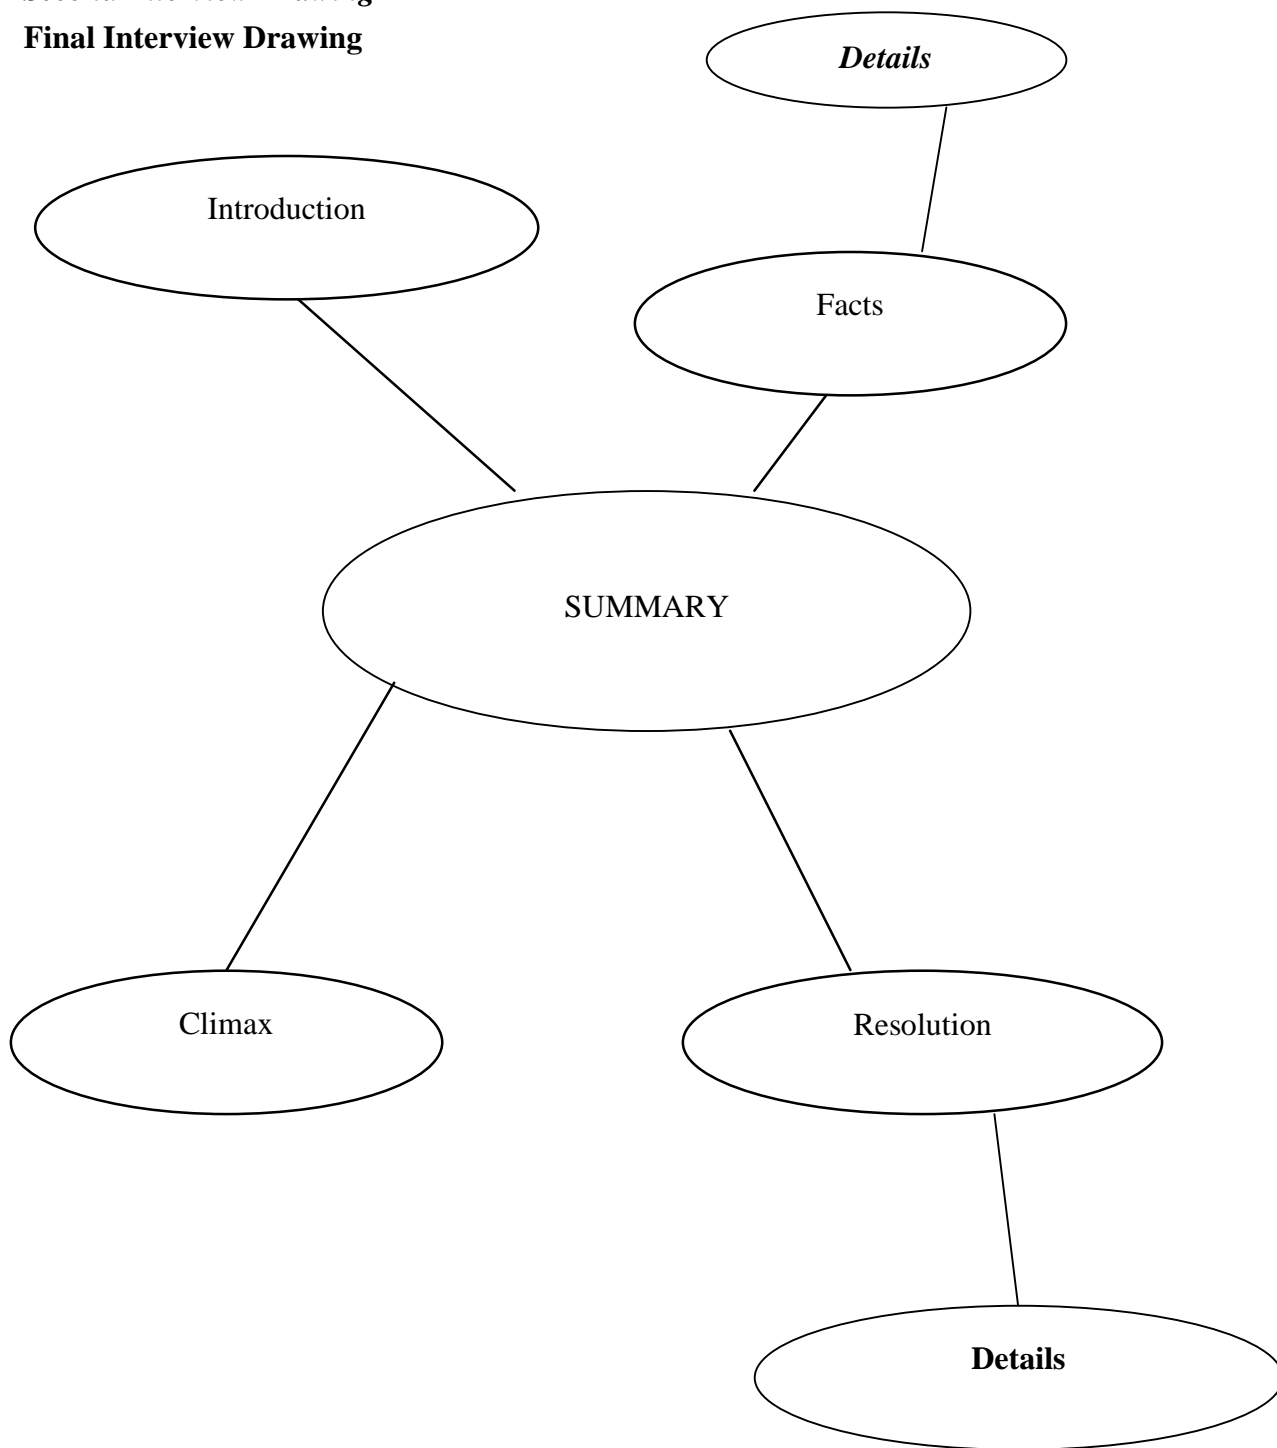 Final Interview Drawing
Details
Introduction
Facts
SUMMARY
Climax
Resolution
Details